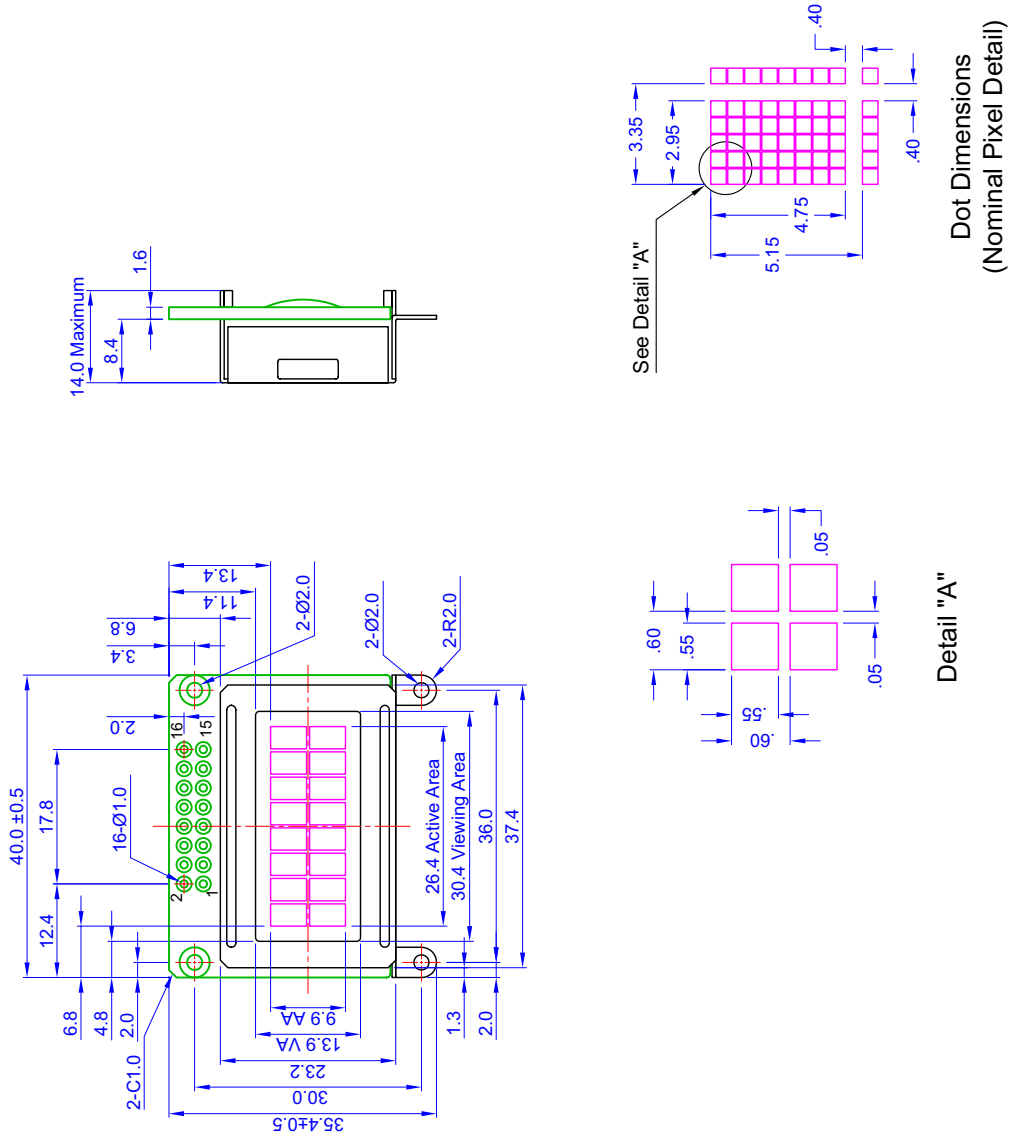 14.0 Maximum
8.4
1.6
40.0 ±0.5
12.4
17.8
16-Ø1.0
2
16
1
15
6.8
4.8
2.0
2-C1.0
2.0
3.4
6.8
11.4
13.4
2-Ø2.0
2-Ø2.0
2-R2.0
26.4 Active Area
30.4 Viewing Area
36.0
37.4
1.3
2.0
9.9 AA
13.9 VA
23.2
30.0
35.4±0.5
See Detail "A"
3.35
2.95
.40
.40
4.75
5.15
Dot Dimensions
(Nominal Pixel Detail)
.60
.55
.05
.05
.55
.60
Detail "A"